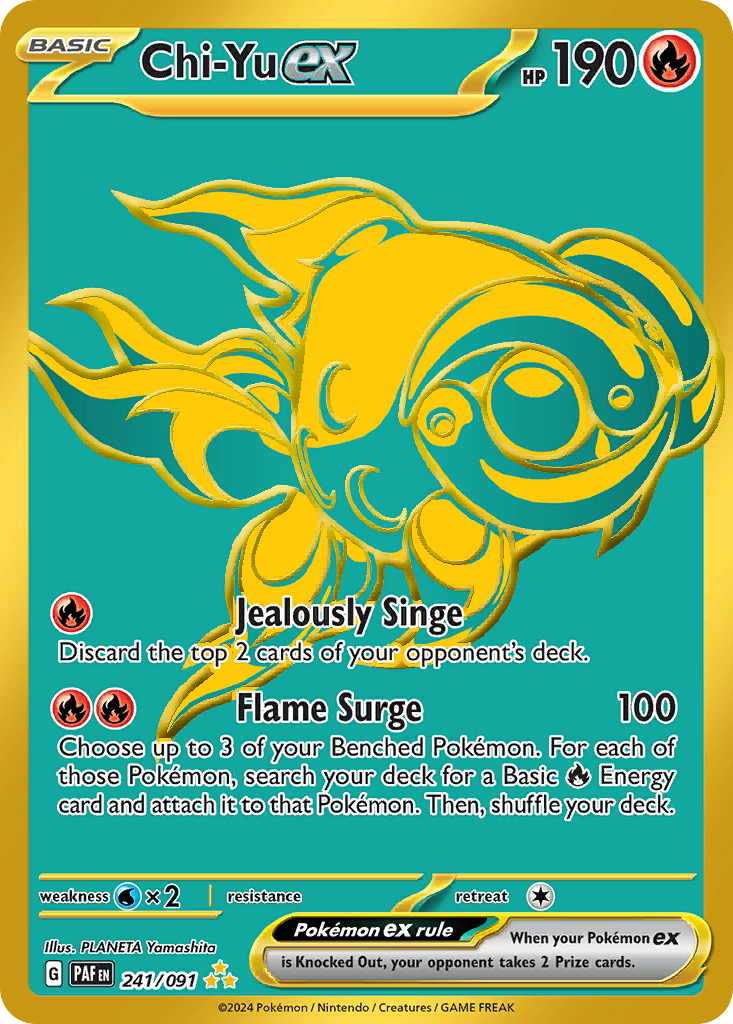 BASIC
Chi-Yu ex
HP 190
Jealously Singe
Discard the top 2 cards of your opponent's deck.
Flame Surge 100
Choose up to 3 of your Benched Pokémon. For each of
those Pokémon, search your deck for a Basic Energy
card and attach it to that Pokémon. Then, shuffle your deck.
weakness ×2 resistance retreat
Pokémon ex rule
When your Pokémon ex
is Knocked Out, your opponent takes 2 Prize cards.
Illus. PLANETA Yamashita
G PAF EN 241/091
©2024 Pokémon / Nintendo / Creatures / GAME FREAK